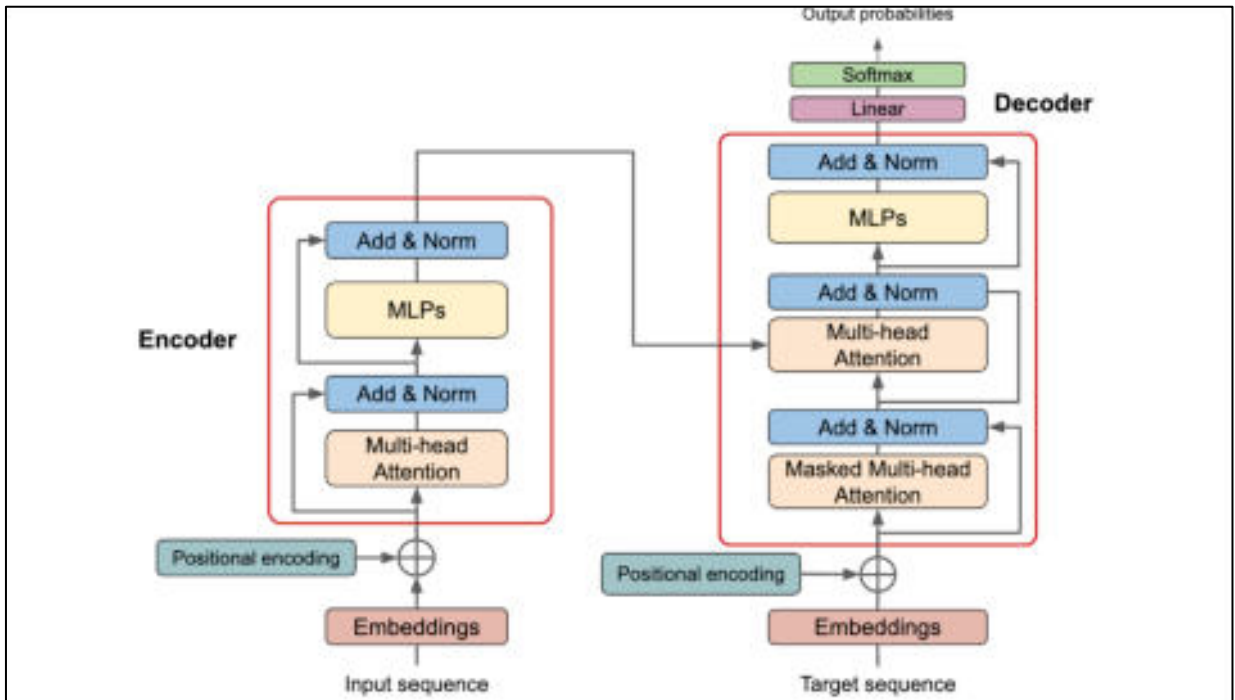 Output probabilities
Softmax
Linear
Decoder
Add & Norm
MLPs
Add & Norm
Multi-head
Attention
Add & Norm
Masked Multi-head
Attention
Positional encoding
Embeddings
Target sequence
Encoder
Add & Norm
MLPs
Add & Norm
Multi-head
Attention
Positional encoding
Embeddings
Input sequence